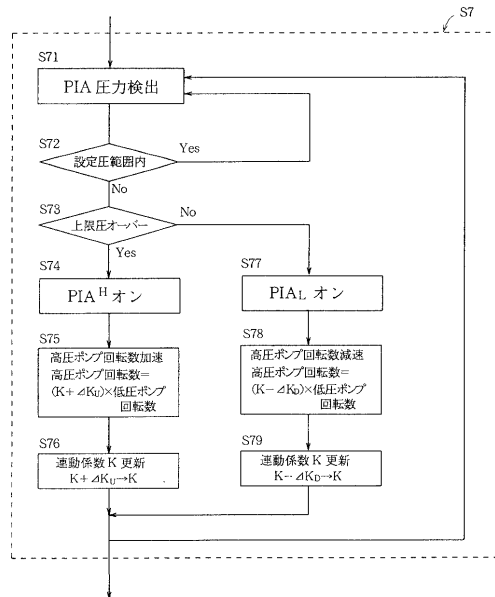 S7
S71
PIA 圧力検出
S72
設定圧範囲内
Yes
No
S73
上限圧オーバー
No
Yes
S74
PIAᴴ オン
S77
PIA_L オン
S75
高圧ポンプ回転数加速
高圧ポンプ回転数=
(K+⊿K_U)×低圧ポンプ
回転数
S78
高圧ポンプ回転数減速
高圧ポンプ回転数=
(K−⊿K_D)×低圧ポンプ
回転数
S76
連動係数 K 更新
K+⊿K_U→K
S79
連動係数 K 更新
K−⊿K_D→K